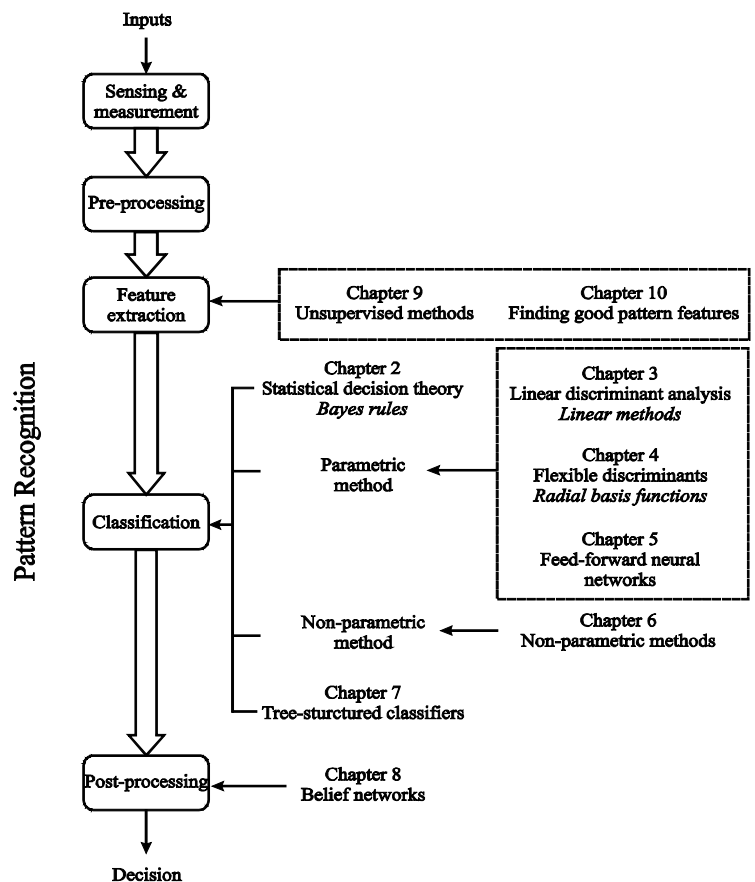 Inputs
Sensing &
measurement
Pre-processing
Feature
extraction
Chapter 9
Unsupervised methods
Chapter 10
Finding good pattern features
Pattern Recognition
Chapter 2
Statistical decision theory
Bayes rules
Chapter 3
Linear discriminant analysis
Linear methods
Parametric
method
Chapter 4
Flexible discriminants
Radial basis functions
Classification
Chapter 5
Feed-forward neural
networks
Non-parametric
method
Chapter 6
Non-parametric methods
Chapter 7
Tree-sturctured classifiers
Post-processing
Chapter 8
Belief networks
Decision